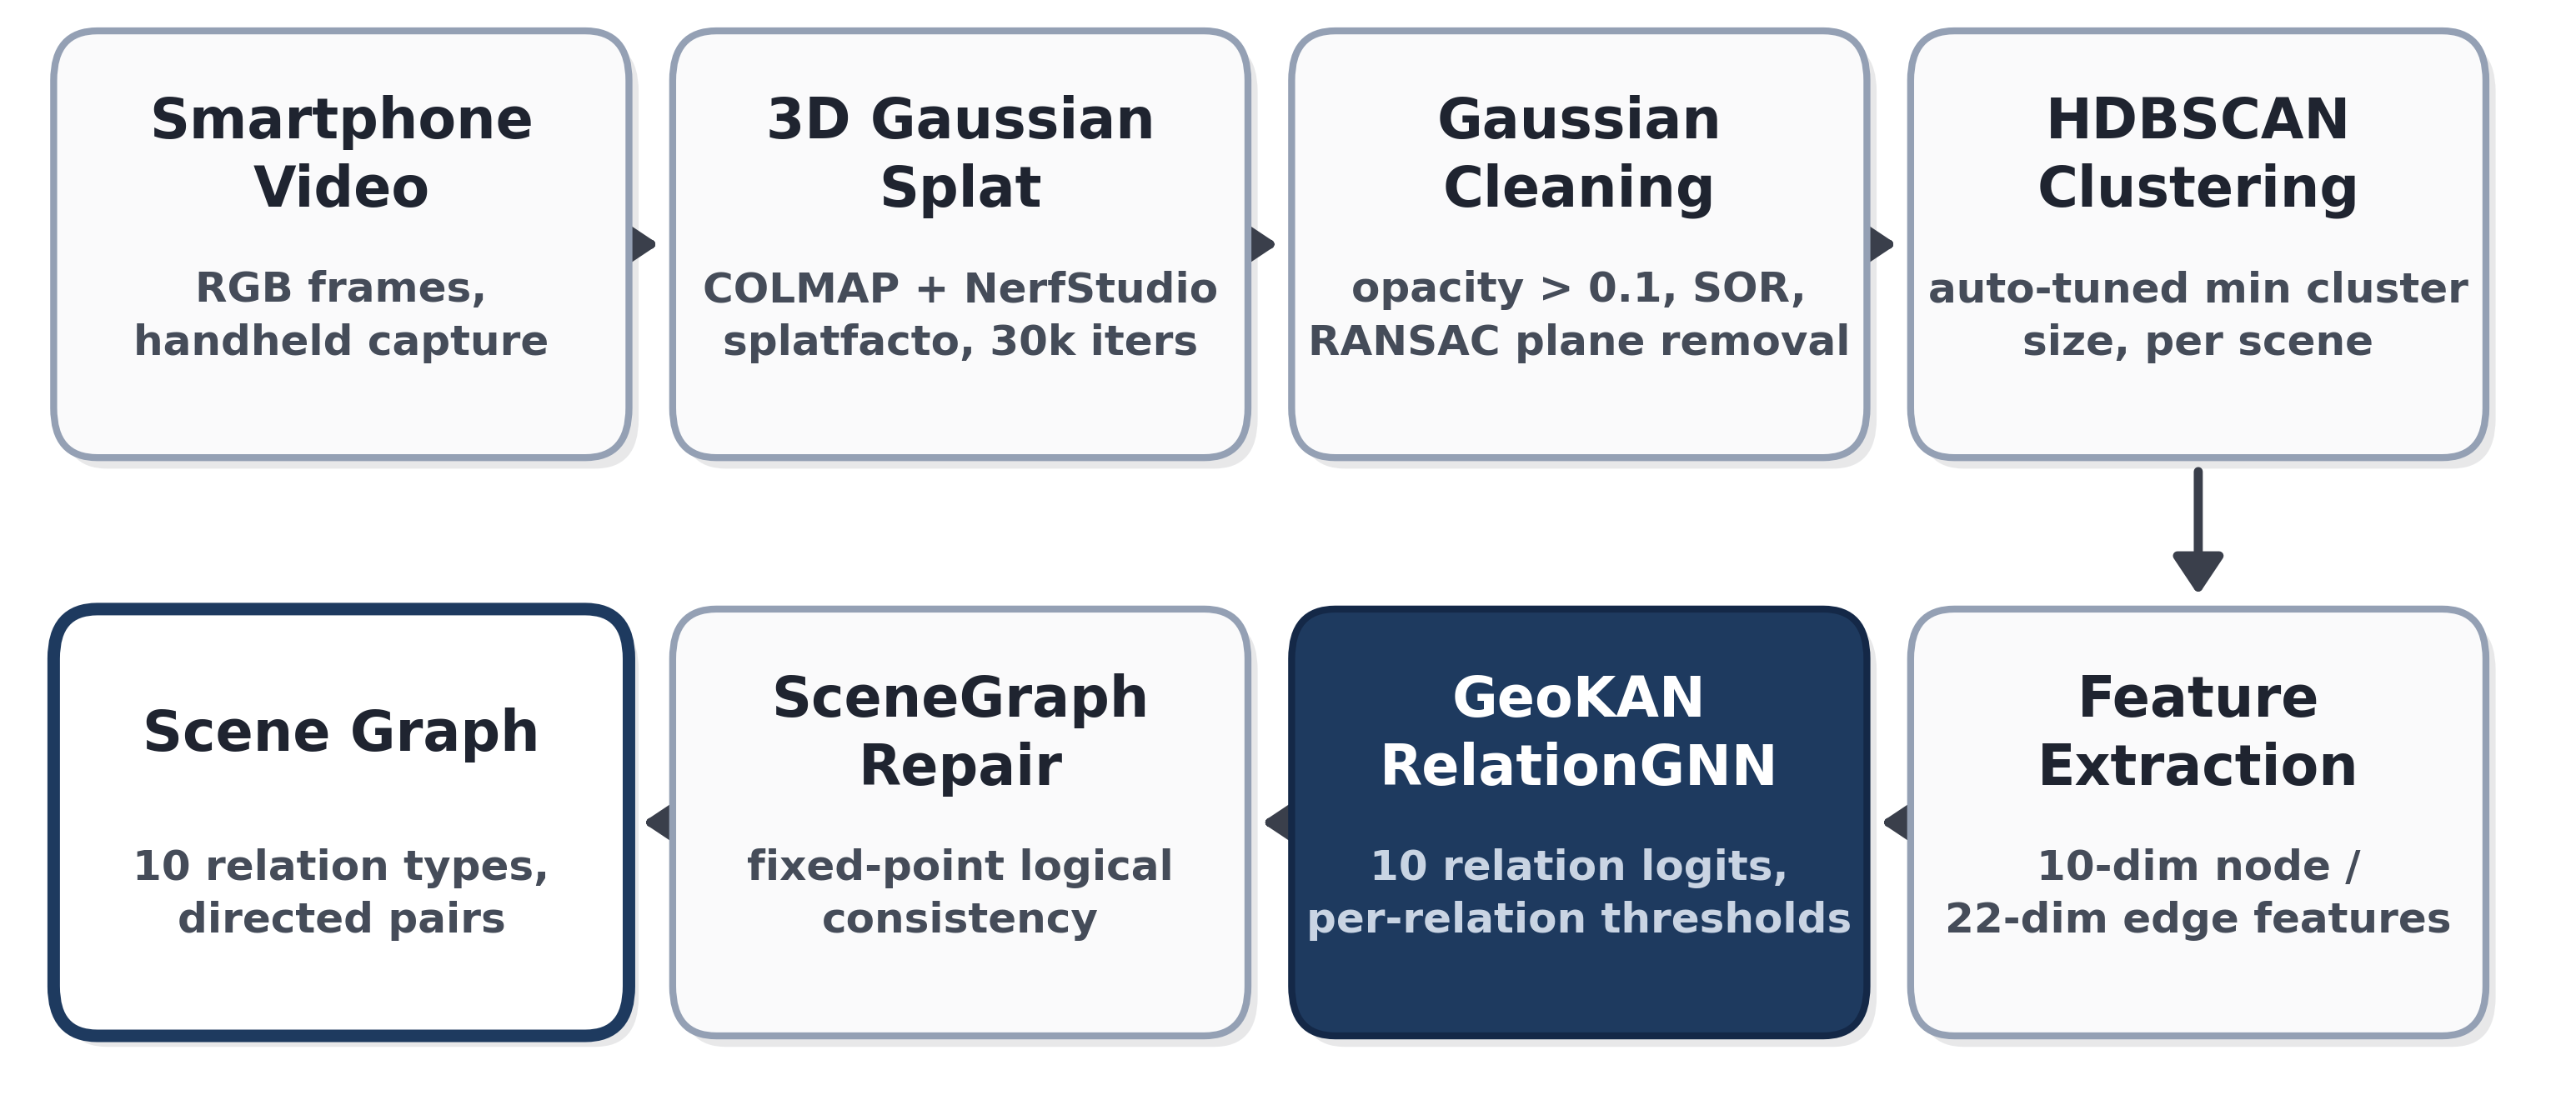 Smartphone
Video
RGB frames,
handheld capture
3D Gaussian
Splat
COLMAP + NerfStudio
splatfacto, 30k iters
Gaussian
Cleaning
opacity > 0.1, SOR,
RANSAC plane removal
HDBSCAN
Clustering
auto-tuned min cluster
size, per scene
Feature
Extraction
10-dim node /
22-dim edge features
GeoKAN
RelationGNN
10 relation logits,
per-relation thresholds
SceneGraph
Repair
fixed-point logical
consistency
Scene Graph
10 relation types,
directed pairs